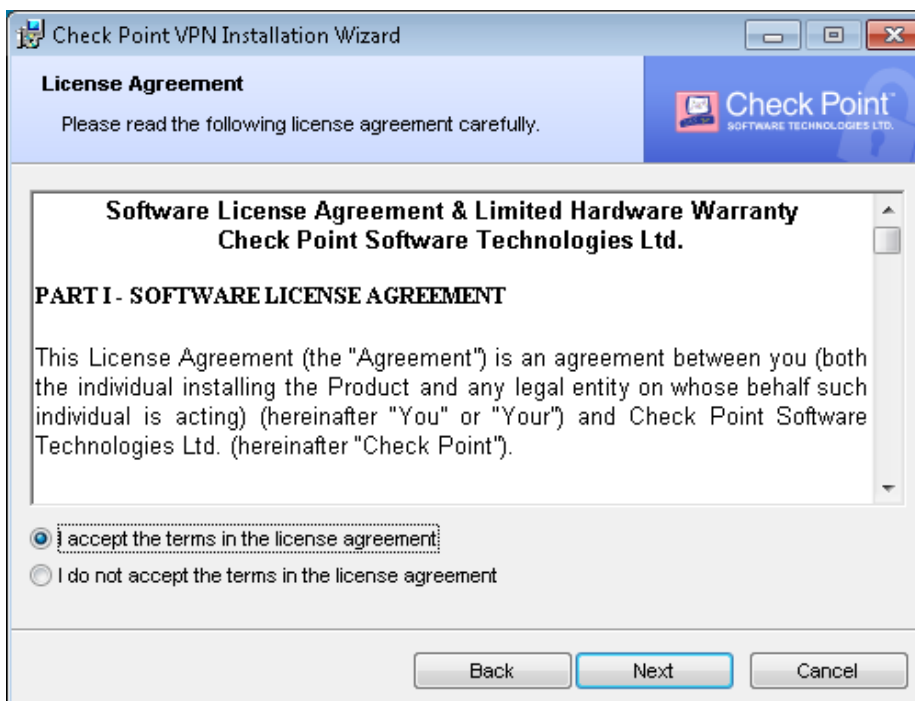 Check Point VPN Installation Wizard
License Agreement
Please read the following license agreement carefully.
Check Point™
SOFTWARE TECHNOLOGIES LTD.
Software License Agreement & Limited Hardware Warranty
Check Point Software Technologies Ltd.
PART I - SOFTWARE LICENSE AGREEMENT
This License Agreement (the "Agreement") is an agreement between you (both
the individual installing the Product and any legal entity on whose behalf such
individual is acting) (hereinafter "You" or "Your") and Check Point Software
Technologies Ltd. (hereinafter "Check Point").
I accept the terms in the license agreement
I do not accept the terms in the license agreement
Back
Next
Cancel